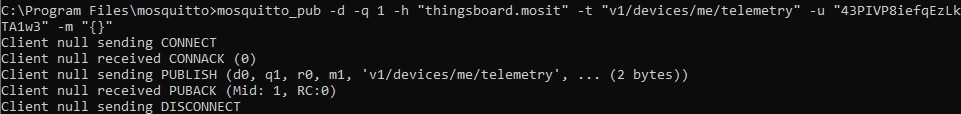 C:\Program Files\mosquitto>mosquitto_pub -d -q 1 -h "thingsboard.mosit" -t "v1/devices/me/telemetry" -u "43PIVP8iefqEzLk
TA1w3" -m "{}"
Client null sending CONNECT
Client null received CONNACK (0)
Client null sending PUBLISH (d0, q1, r0, m1, 'v1/devices/me/telemetry', ... (2 bytes))
Client null received PUBACK (Mid: 1, RC:0)
Client null sending DISCONNECT